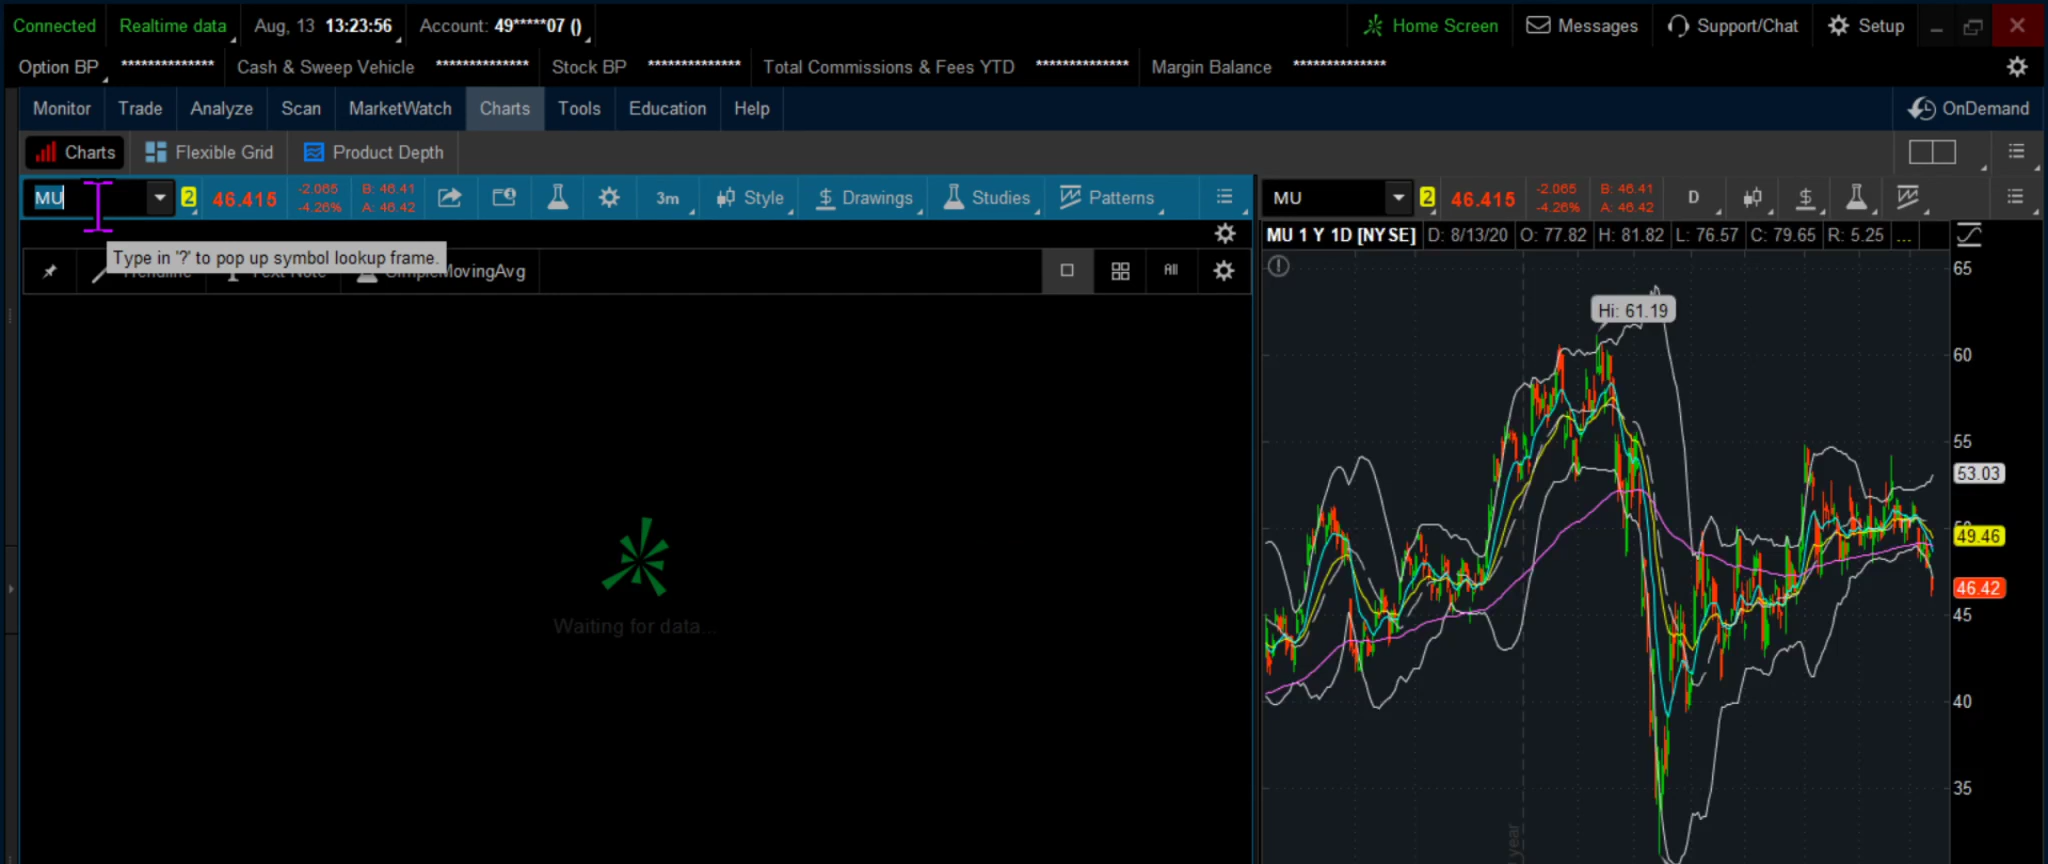 Connected Realtime data Aug, 13 13:23:56 Account: 49*****07 () Home Screen Messages Support/Chat Setup
Option BP ************** Cash & Sweep Vehicle ************** Stock BP ************** Total Commissions & Fees YTD ************** Margin Balance **************
Monitor Trade Analyze Scan MarketWatch Charts Tools Education Help OnDemand
Charts Flexible Grid Product Depth
MU 2 46.415 -2.065 B: 46.41 3m Style Drawings Studies Patterns MU 2 46.415 -2.065 B: 46.41 D
-4.26% A: 46.42 -4.26% A: 46.42
MU 1 Y 1D [NYSE] D: 8/13/20 O: 77.82 H: 81.82 L: 76.57 C: 79.65 R: 5.25 ...
Type in '?' to pop up symbol lookup frame.
Trendline Text Note SimpleMovingAvg All
65
Hi: 61.19
60
55
53.03
49.46
46.42
45
Waiting for data...
40
35
year